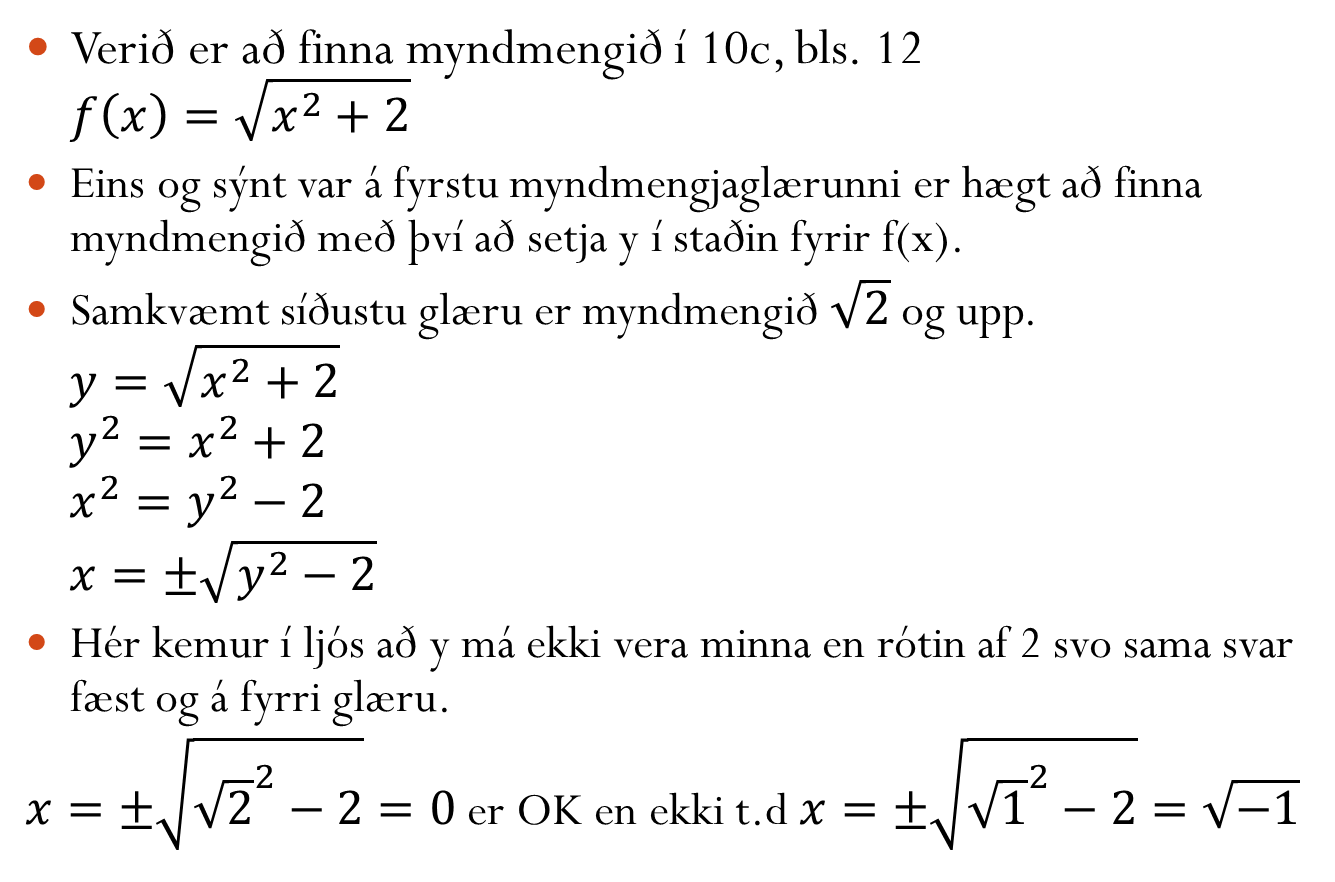 • Verið er að finna myndmengið í 10c, bls. 12
f(x) = √(x² + 2)
• Eins og sýnt var á fyrstu myndmengjaglærunni er hægt að finna
myndmengið með því að setja y í staðin fyrir f(x).
• Samkvæmt síðustu glæru er myndmengið √2 og upp.
y = √(x² + 2)
y² = x² + 2
x² = y² − 2
x = ±√(y² − 2)
• Hér kemur í ljós að y má ekki vera minna en rótin af 2 svo sama svar
fæst og á fyrri glæru.
x = ±√(√2² − 2) = 0 er OK en ekki t.d x = ±√(√1² − 2) = √−1